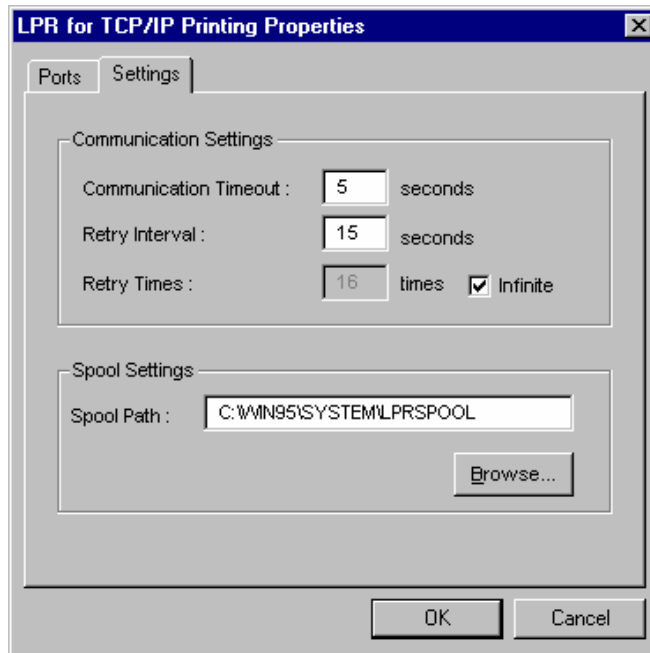 LPR for TCP/IP Printing Properties
Ports Settings
Communication Settings
Communication Timeout : 5 seconds
Retry Interval : 15 seconds
Retry Times : 16 times Infinite
Spool Settings
Spool Path : C:\WIN95\SYSTEM\LPRSPOOL
Browse...
OK Cancel